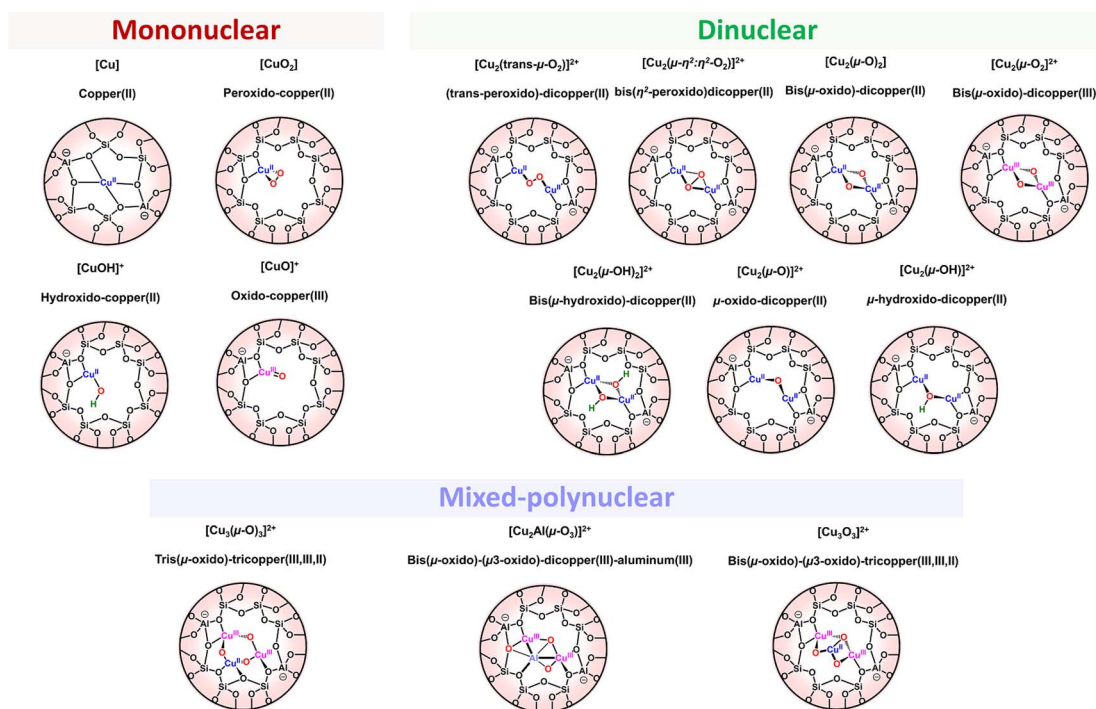 Mononuclear
Dinuclear
[Cu]
[CuO₂]
[Cu₂(trans-μ-O₂)]²⁺
[Cu₂(μ-η²:η²-O₂)]²⁺
[Cu₂(μ-O)₂]
[Cu₂(μ-O₂]²⁺
Copper(II)
Peroxido-copper(II)
(trans-peroxido)-dicopper(II)
bis(η²-peroxido)dicopper(II)
Bis(μ-oxido)-dicopper(II)
Bis(μ-oxido)-dicopper(III)
[CuOH]⁺
[CuO]⁺
[Cu₂(μ-OH)₂]²⁺
[Cu₂(μ-O)]²⁺
[Cu₂(μ-OH)]²⁺
Hydroxido-copper(II)
Oxido-copper(III)
Bis(μ-hydroxido)-dicopper(II)
μ-oxido-dicopper(II)
μ-hydroxido-dicopper(II)
Mixed-polynuclear
[Cu₃(μ-O)₃]²⁺
[Cu₂Al(μ-O₃)]²⁺
[Cu₃O₃]²⁺
Tris(μ-oxido)-tricopper(III,III,II)
Bis(μ-oxido)-(μ3-oxido)-dicopper(III)-aluminum(III)
Bis(μ-oxido)-(μ3-oxido)-tricopper(III,III,II)